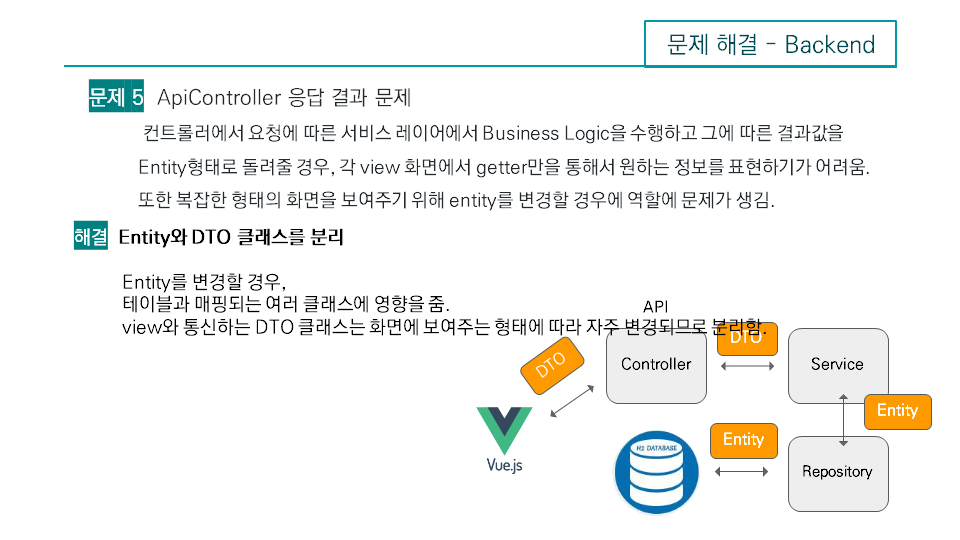 문제 해결 - Backend
문제 5 ApiController 응답 결과 문제
컨트롤러에서 요청에 따른 서비스 레이어에서 Business Logic을 수행하고 그에 따른 결과값을
Entity형태로 돌려줄 경우, 각 view 화면에서 getter만을 통해서 원하는 정보를 표현하기가 어려움.
또한 복잡한 형태의 화면을 보여주기 위해 entity를 변경할 경우에 역할에 문제가 생김.
해결 Entity와 DTO 클래스를 분리
Entity를 변경할 경우,
테이블과 매핑되는 여러 클래스에 영향을 줌.
view와 통신하는 DTO 클래스는 화면에 보여주는 형태에 따라 자주 변경되므로 분리함.
API
DTO
Controller
DTO
Service
Entity
Vue.js
H2 DATABASE
Entity
Repository